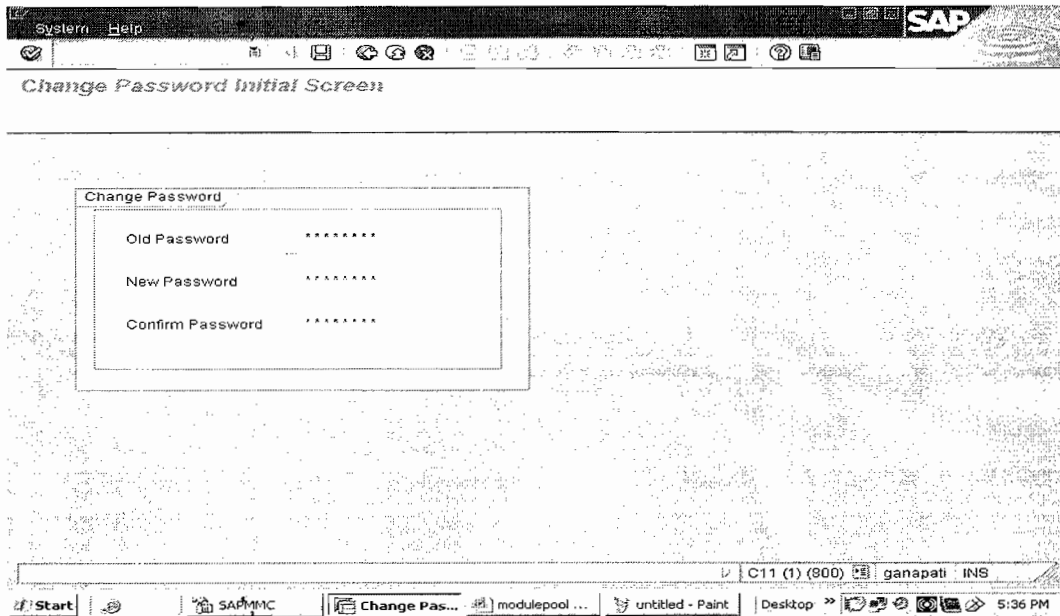 System Help
SAP
Change Password Initial Screen
Change Password
Old Password ********
New Password ********
Confirm Password ********
C11 (1) (800) ganapati INS
Start SAPMMC Change Pas... modulepool ... untitled - Paint Desktop » 5:36 PM